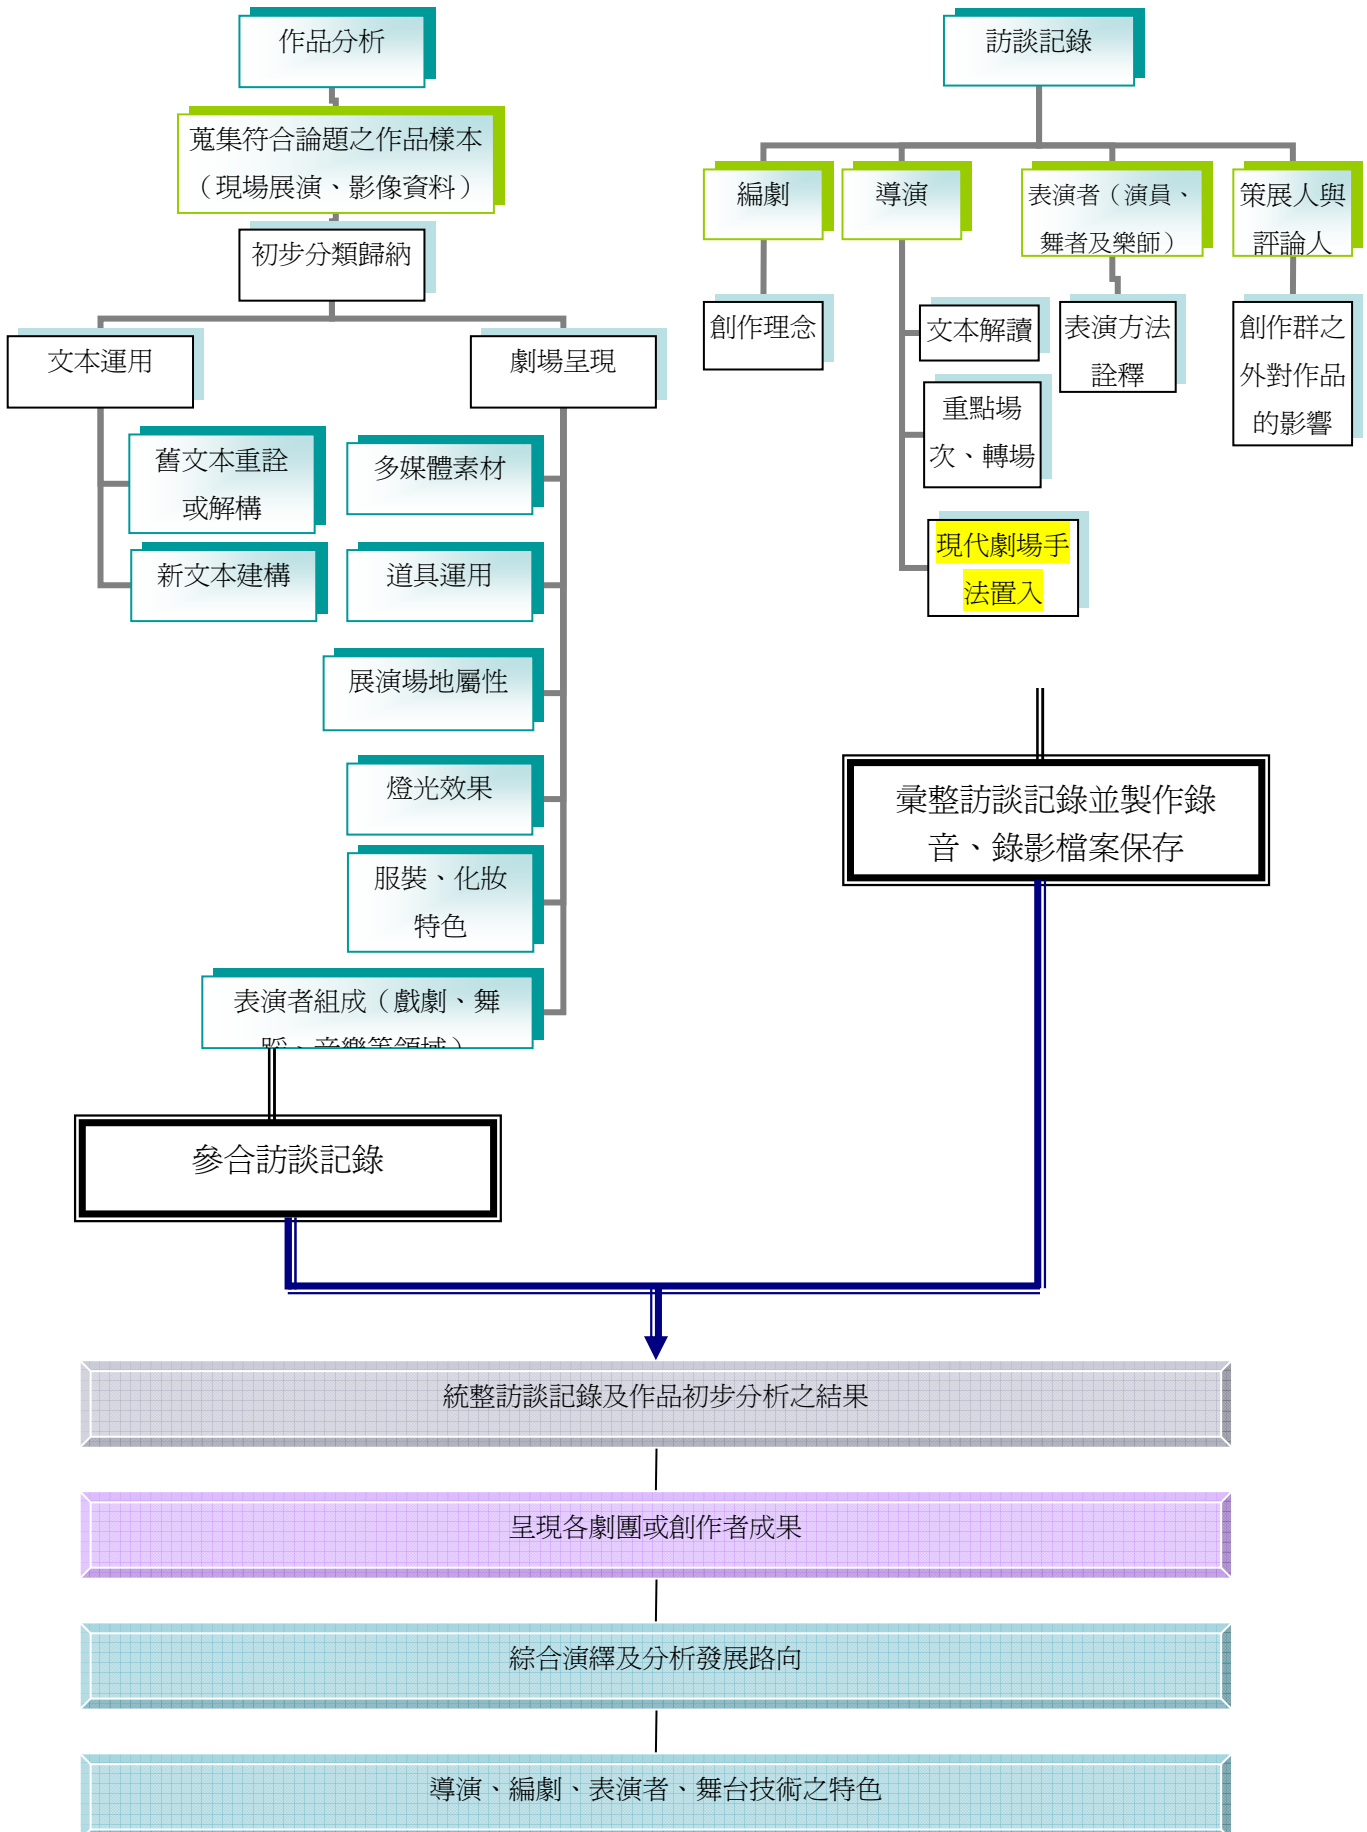 作品分析
蒐集符合論題之作品樣本
（現場展演、影像資料）
初步分類歸納
文本運用
舊文本重詮
或解構
新文本建構
劇場呈現
多媒體素材
道具運用
展演場地屬性
燈光效果
服裝、化妝
特色
表演者組成（戲劇、舞
蹈、音樂等領域）
參合訪談記錄
訪談記錄
編劇
創作理念
導演
文本解讀
重點場
次、轉場
現代劇場手
法置入
表演者（演員、
舞者及樂師）
表演方法
詮釋
策展人與
評論人
創作群之
外對作品
的影響
彙整訪談記錄並製作錄
音、錄影檔案保存
統整訪談記錄及作品初步分析之結果
呈現各劇團或創作者成果
綜合演繹及分析發展路向
導演、編劇、表演者、舞台技術之特色